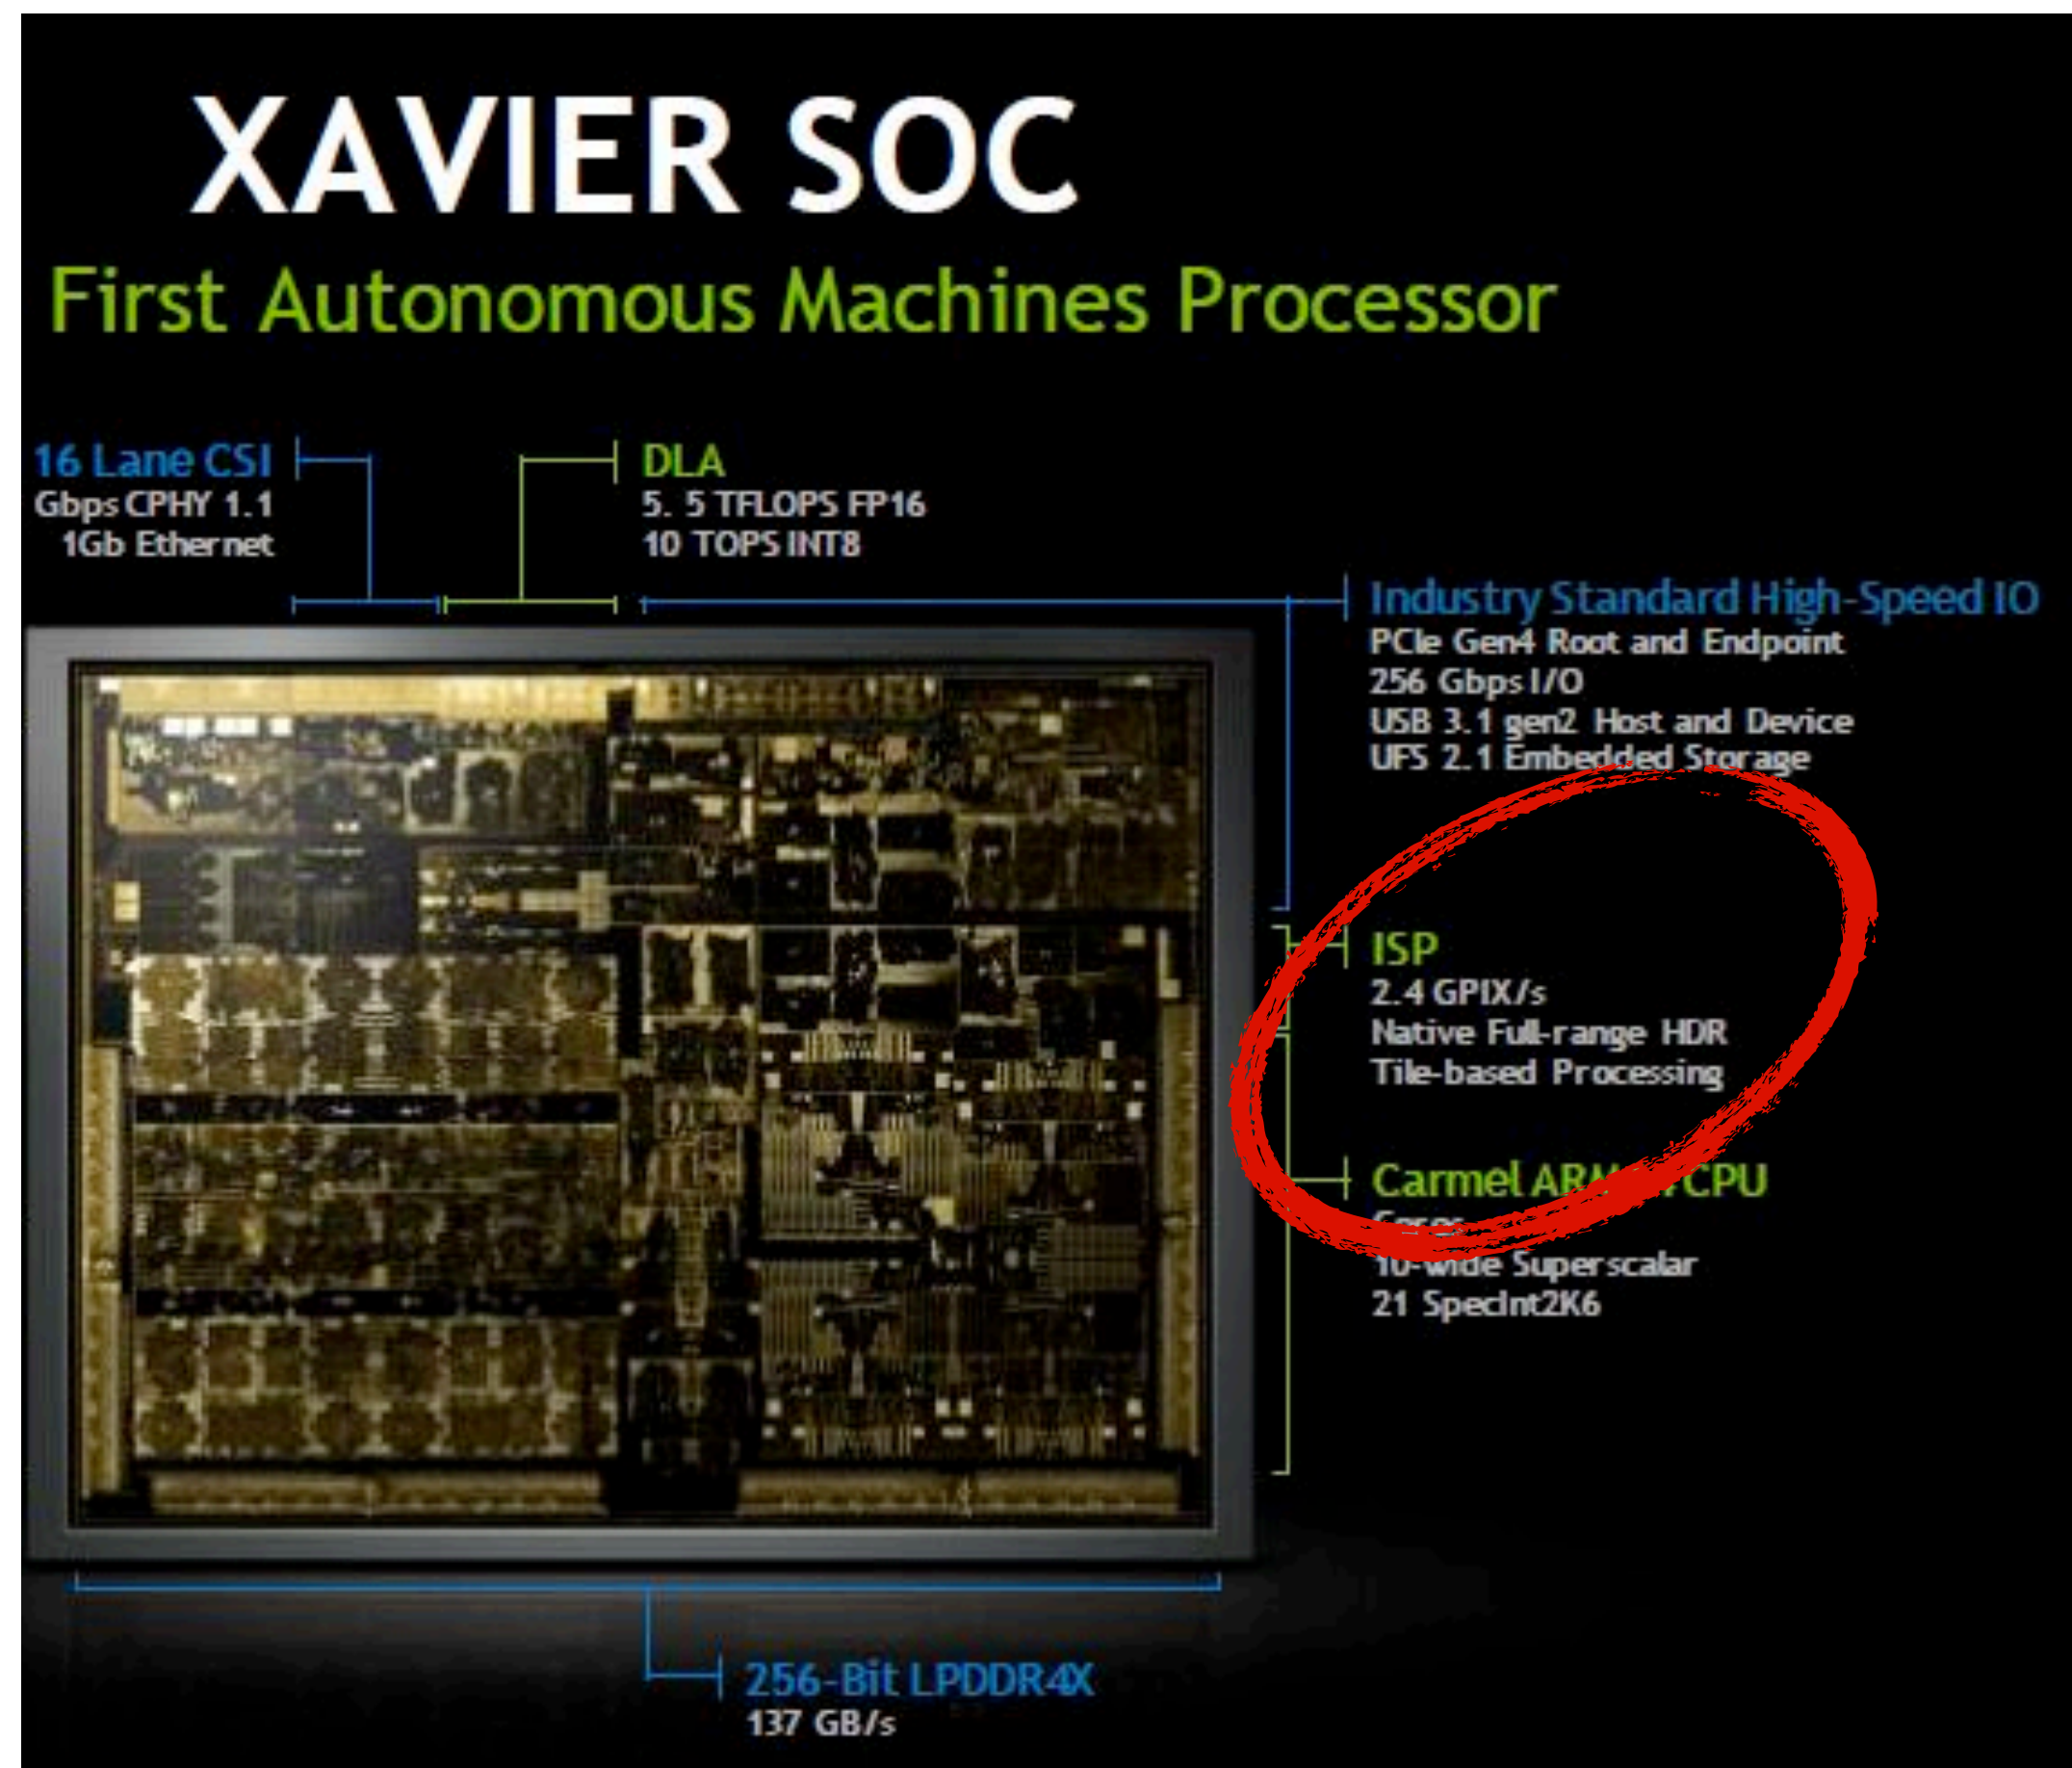 XAVIER SOC
First Autonomous Machines Processor
16 Lane CSI
Gbps CPHY 1.1
1Gb Ethernet
DLA
5. 5 TFLOPS FP16
10 TOPS INT8
Industry Standard High-Speed IO
PCIe Gen4 Root and Endpoint
256 Gbps I/O
USB 3.1 gen2 Host and Device
UFS 2.1 Embedded Storage
ISP
2.4 GPIX/s
Native Full-range HDR
Tile-based Processing
Carmel CPU
Cores
10-wide Superscalar
21 SpecInt2K6
256-Bit LPDDR4X
137 GB/s